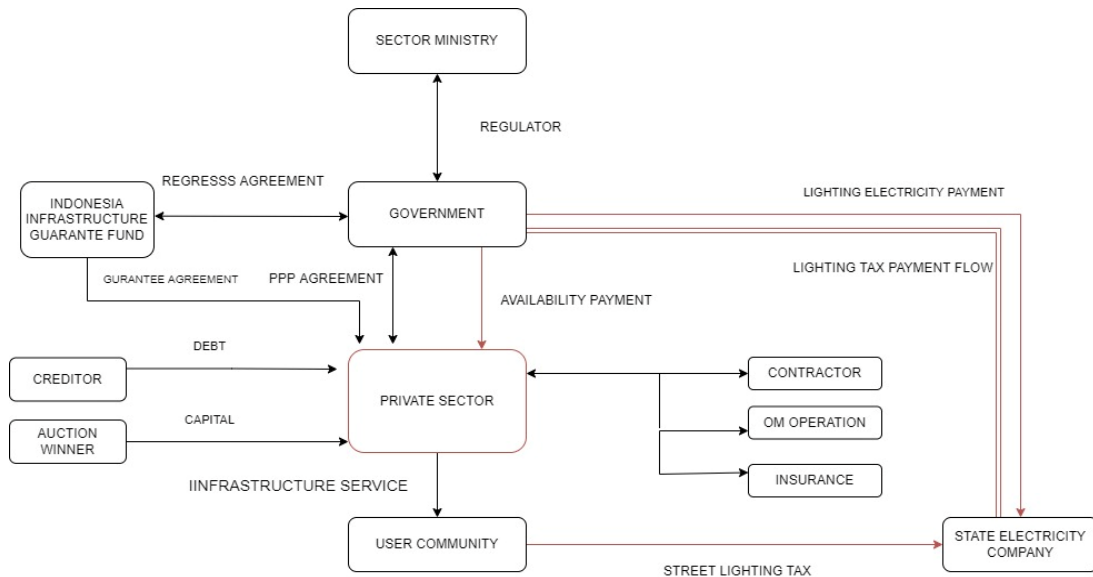 SECTOR MINISTRY
REGULATOR
REGRESSS AGREEMENT
LIGHTING ELECTRICITY PAYMENT
INDONESIA
INFRASTRUCTURE
GUARANTE FUND
GOVERNMENT
GURANTEE AGREEMENT
PPP AGREEMENT
LIGHTING TAX PAYMENT FLOW
AVAILABILITY PAYMENT
DEBT
CREDITOR
PRIVATE SECTOR
CONTRACTOR
CAPITAL
AUCTION
WINNER
OM OPERATION
INSURANCE
IINFRASTRUCTURE SERVICE
USER COMMUNITY
STATE ELECTRICITY
COMPANY
STREET LIGHTING TAX